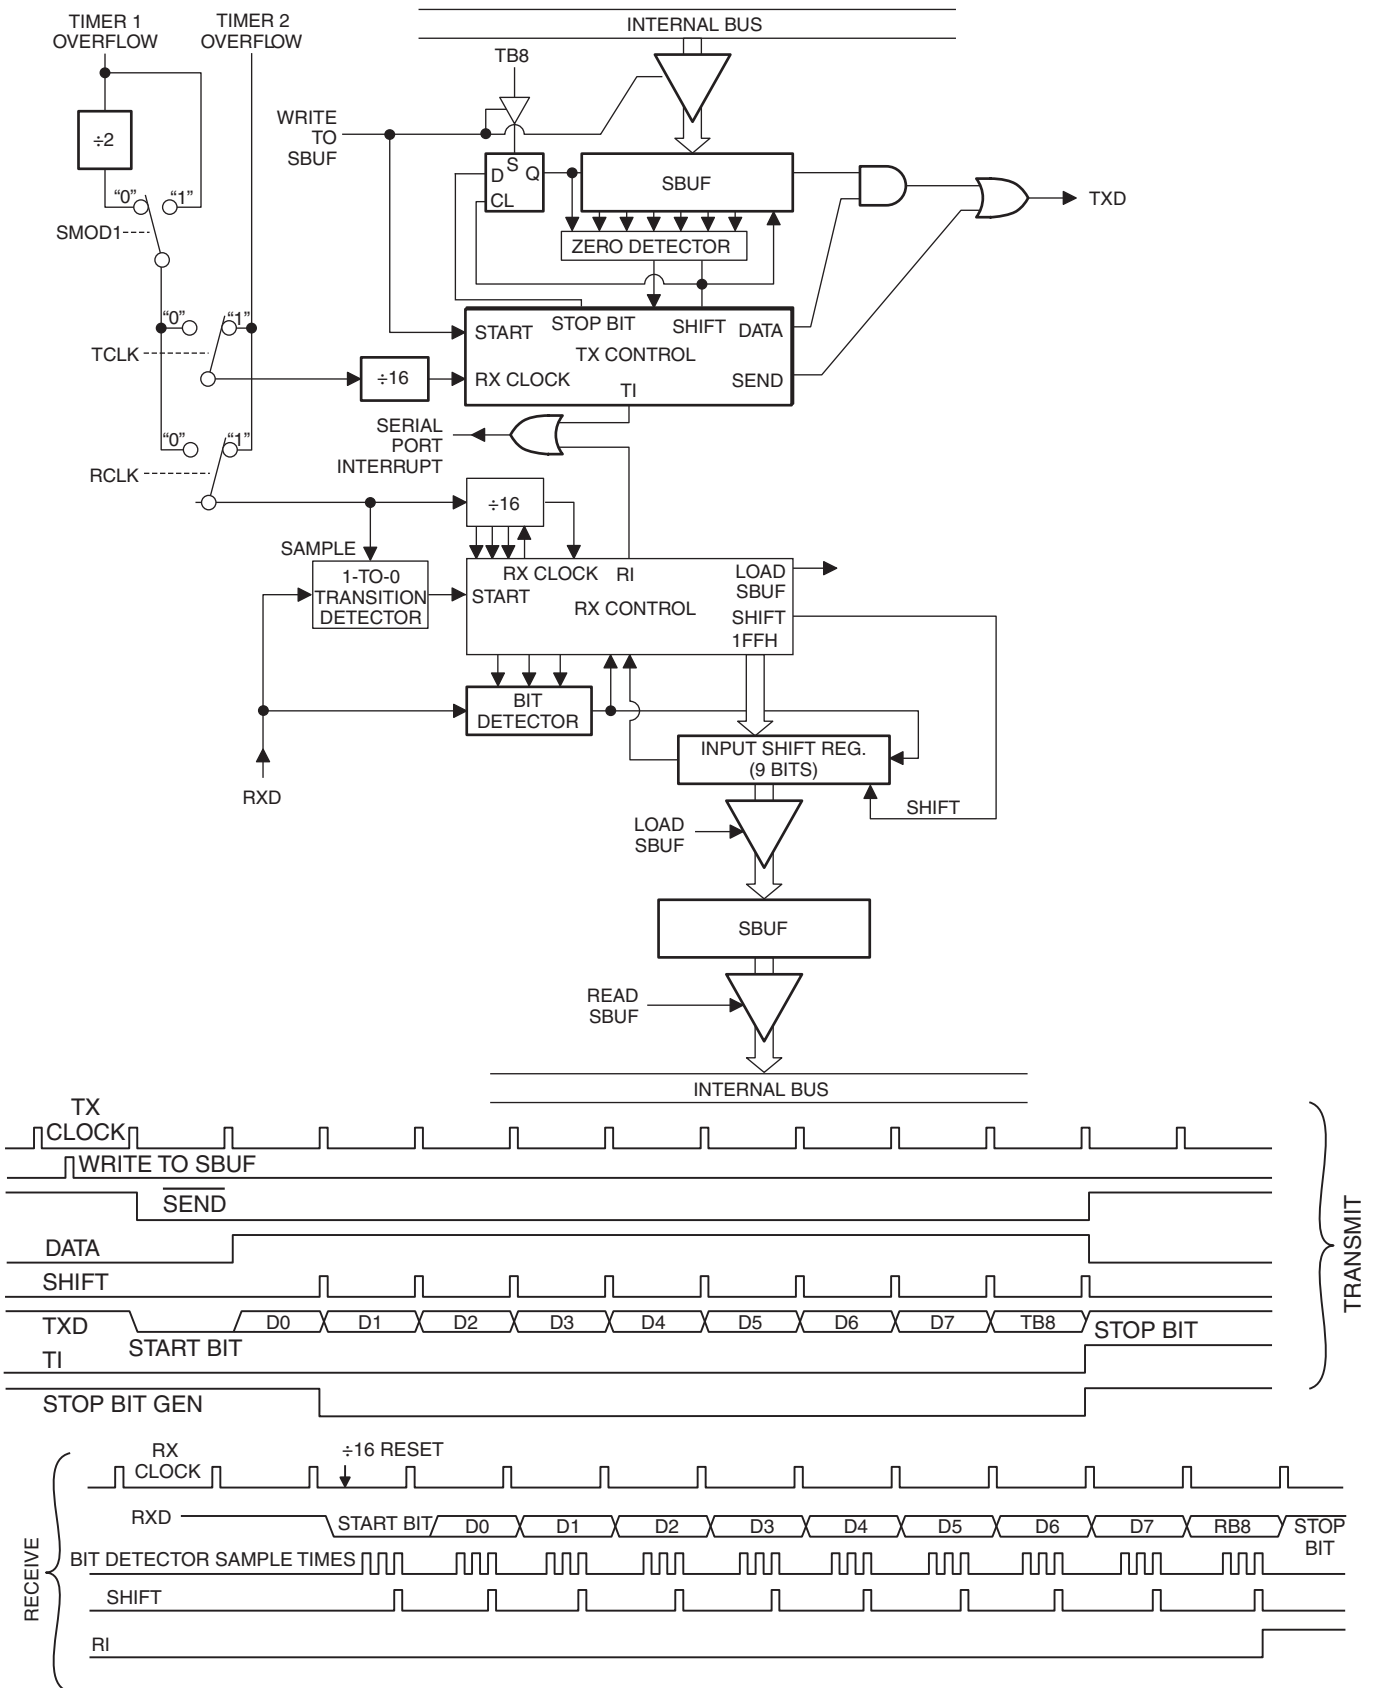 TIMER 1
OVERFLOW
TIMER 2
OVERFLOW
INTERNAL BUS
TB8
WRITE
TO
SBUF
÷2
"0"
"1"
SMOD1
D
S
Q
CL
SBUF
TXD
ZERO DETECTOR
"0"
"1"
TCLK
START
STOP BIT
SHIFT
DATA
TX CONTROL
÷16
RX CLOCK
TI
SEND
SERIAL
PORT
INTERRUPT
"0"
"1"
RCLK
÷16
SAMPLE
1-TO-0
TRANSITION
DETECTOR
RX CLOCK
RI
START
RX CONTROL
LOAD
SBUF
SHIFT
1FFH
BIT
DETECTOR
INPUT SHIFT REG.
(9 BITS)
RXD
SHIFT
LOAD
SBUF
SBUF
READ
SBUF
INTERNAL BUS
TX
CLOCK
WRITE TO SBUF
SEND
DATA
SHIFT
TXD
START BIT
D0
D1
D2
D3
D4
D5
D6
D7
TB8
STOP BIT
TI
STOP BIT GEN
TRANSMIT
RX
CLOCK
÷16 RESET
RXD
START BIT
D0
D1
D2
D3
D4
D5
D6
D7
RB8
STOP
BIT
BIT DETECTOR SAMPLE TIMES
SHIFT
RI
RECEIVE